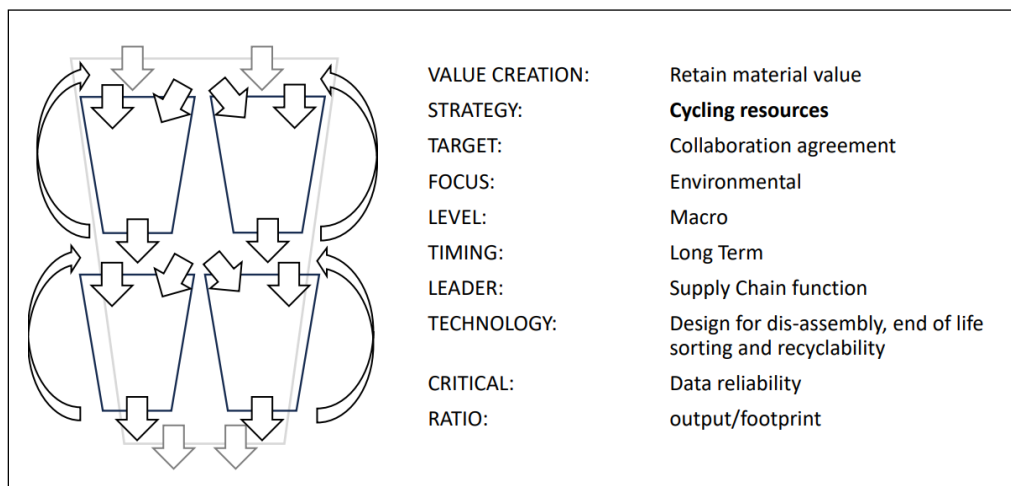 VALUE CREATION: Retain material value
STRATEGY: Cycling resources
TARGET: Collaboration agreement
FOCUS: Environmental
LEVEL: Macro
TIMING: Long Term
LEADER: Supply Chain function
TECHNOLOGY: Design for dis-assembly, end of life
sorting and recyclability
CRITICAL: Data reliability
RATIO: output/footprint